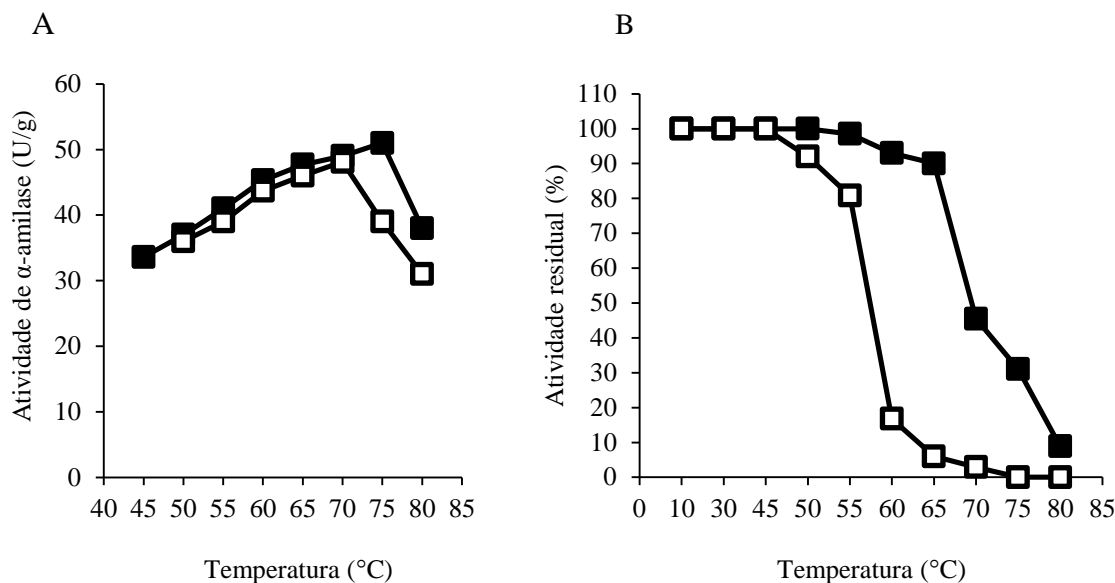 A
Atividade de α-amilase (U/g)
60
50
40
30
20
10
0
40 45 50 55 60 65 70 75 80 85
Temperatura (°C)
B
Atividade residual (%)
110
100
90
80
70
60
50
40
30
20
10
0
0 10 30 45 50 55 60 65 70 75 80 85
Temperatura (°C)